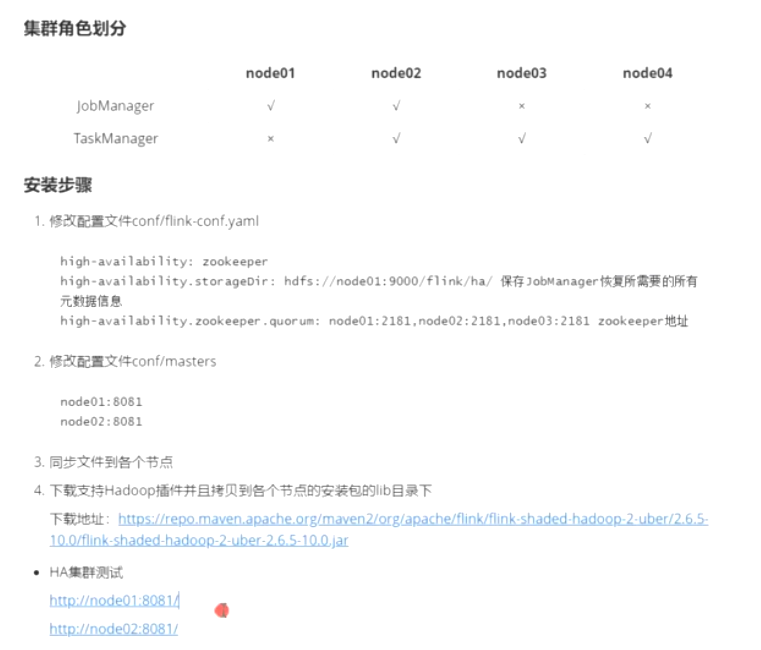 集群角色划分
node01 node02 node03 node04
JobManager √ √ × ×
TaskManager × √ √ √
安装步骤
1. 修改配置文件conf/flink-conf.yaml
high-availability: zookeeper
high-availability.storageDir: hdfs://node01:9000/flink/ha/ 保存JobManager恢复所需要的所有
元数据信息
high-availability.zookeeper.quorum: node01:2181,node02:2181,node03:2181 zookeeper地址
2. 修改配置文件conf/masters
node01:8081
node02:8081
3. 同步文件到各个节点
4. 下载支持Hadoop插件并且拷贝到各个节点的安装包的lib目录下
下载地址：https://repo.maven.apache.org/maven2/org/apache/flink/flink-shaded-hadoop-2-uber/2.6.5-
10.0/flink-shaded-hadoop-2-uber-2.6.5-10.0.jar
• HA集群测试
http://node01:8081/
http://node02:8081/